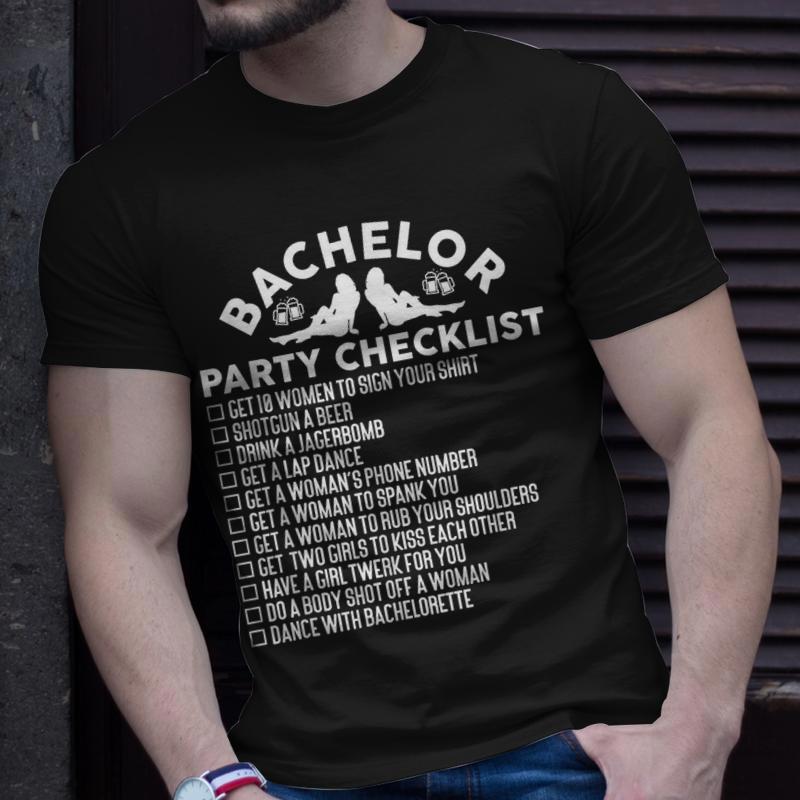 BACHELOR
PARTY CHECKLIST
GET 10 WOMEN TO SIGN YOUR SHIRT
SHOTGUN A BEER
DRINK A JAGERBOMB
GET A LAP DANCE
GET A WOMAN'S PHONE NUMBER
GET A WOMAN TO SPANK YOU
GET A WOMAN TO RUB YOUR SHOULDERS
GET TWO GIRLS TO KISS EACH OTHER
HAVE A GIRL TWERK FOR YOU
DO A BODY SHOT OFF A WOMAN
DANCE WITH BACHELORETTE